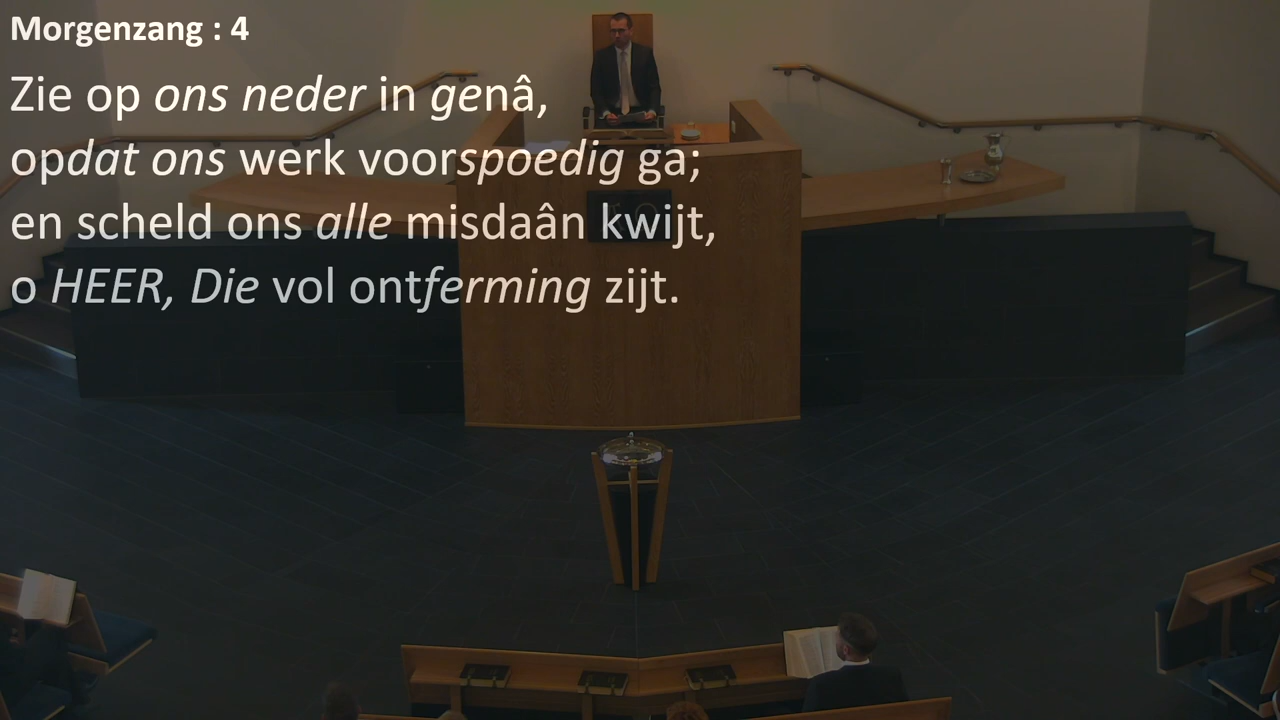 Morgenzang : 4
Zie op ons neder in genâ,
opdat ons werk voorspoedig ga;
en scheld ons alle misdaân kwijt,
o HEER, Die vol ontferming zijt.